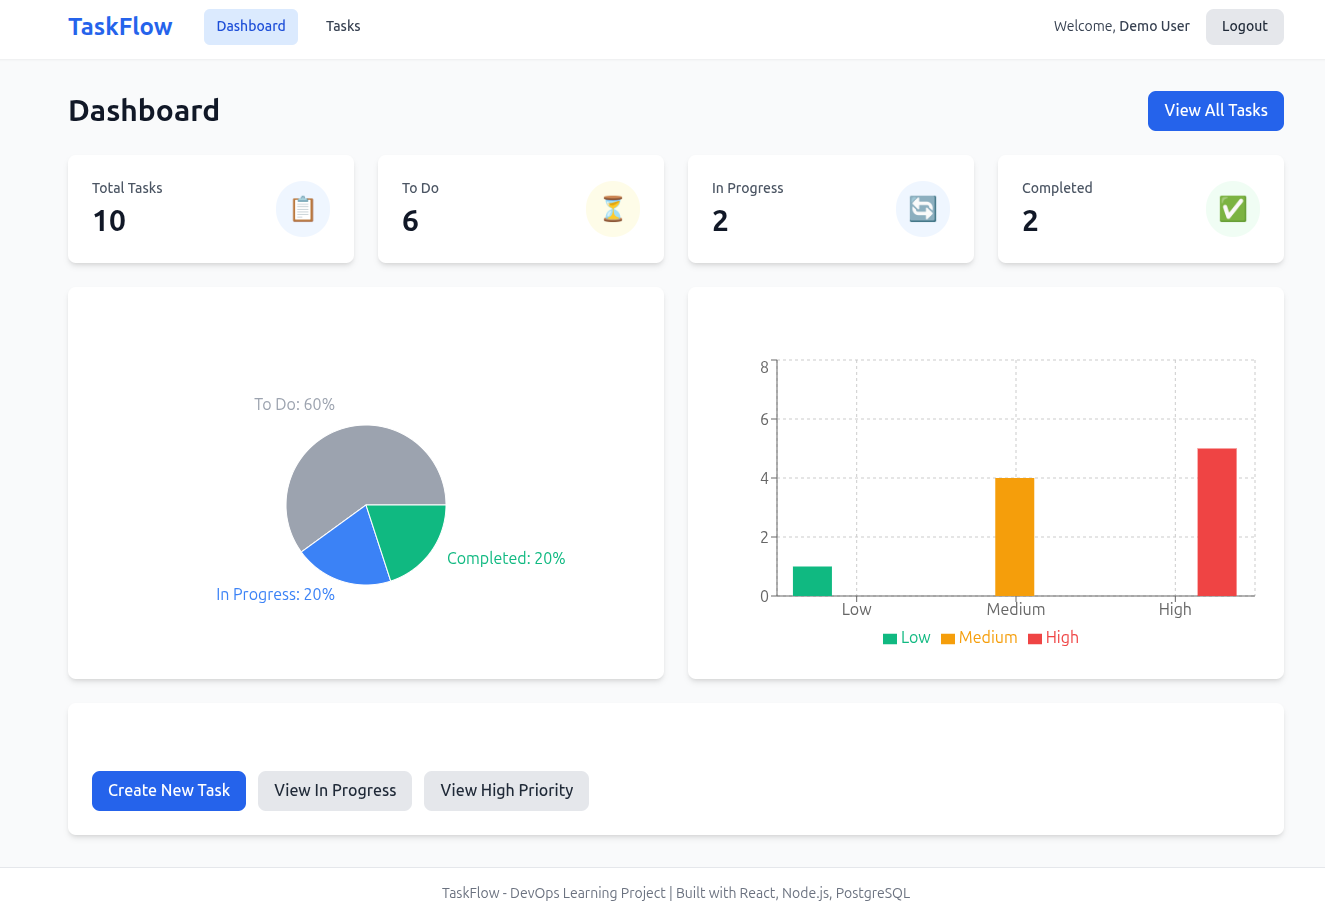 TaskFlow
Dashboard
Tasks
Welcome, Demo User
Logout
Dashboard
View All Tasks
Total Tasks
10
To Do
6
In Progress
2
Completed
2
To Do: 60%
Completed: 20%
In Progress: 20%
8
6
4
2
0
Low
Medium
High
Low
Medium
High
Create New Task
View In Progress
View High Priority
TaskFlow - DevOps Learning Project | Built with React, Node.js, PostgreSQL